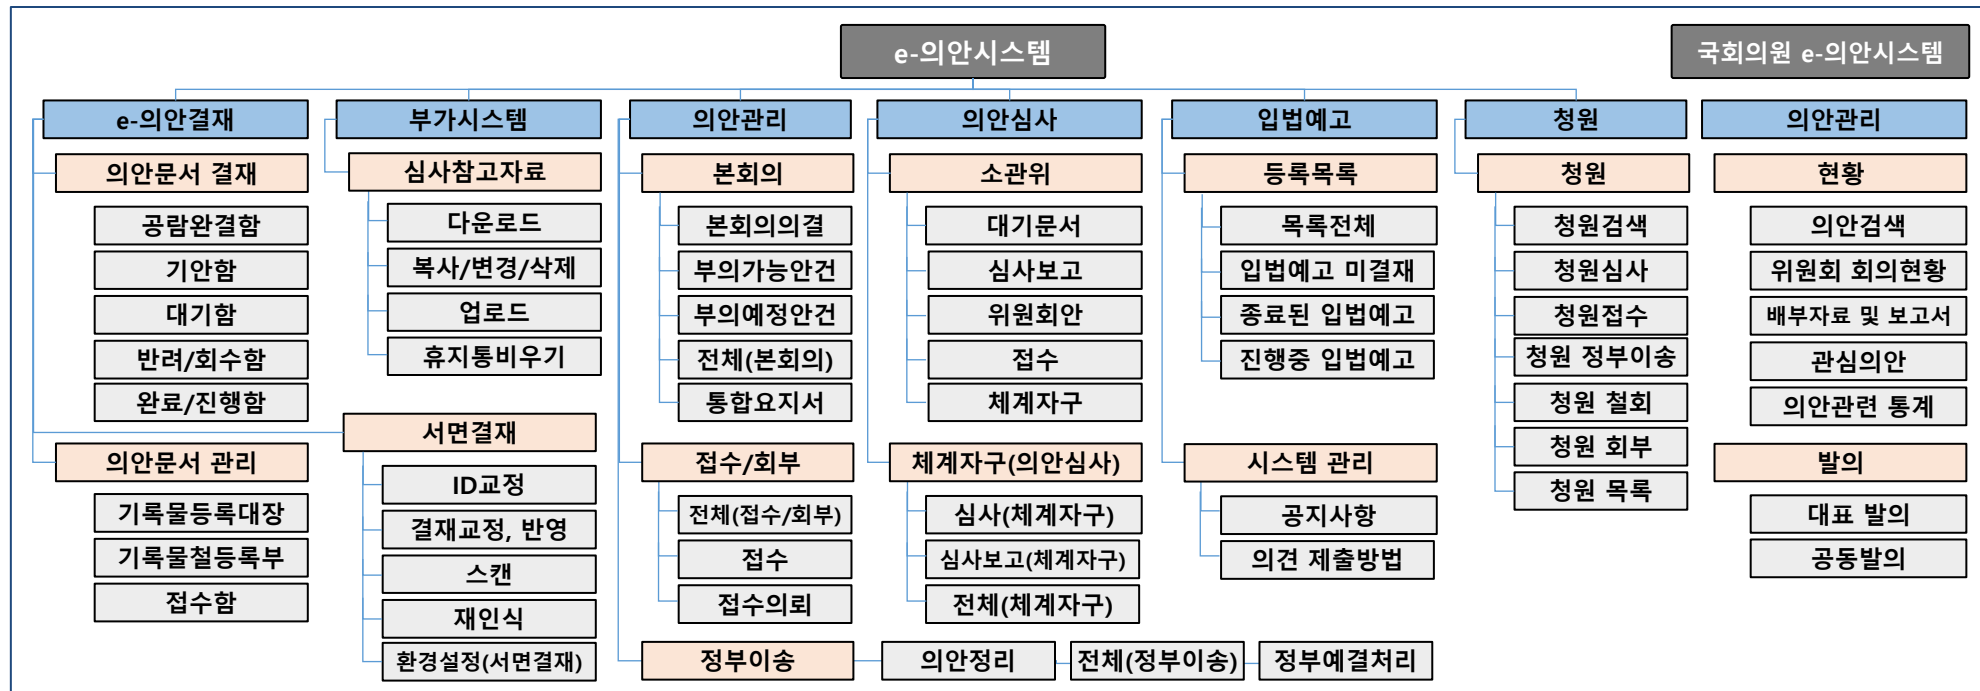 e-의안시스템
국회의원 e-의안시스템
e-의안결재
부가시스템
의안관리
의안심사
입법예고
청원
의안관리
의안문서 결재
심사참고자료
본회의
소관위
등록목록
청원
현황
공람완결함
다운로드
본회의의결
대기문서
목록전체
청원검색
의안검색
기안함
복사/변경/삭제
부의가능안건
심사보고
입법예고 미결재
청원심사
위원회 회의현황
대기함
업로드
부의예정안건
위원회안
종료된 입법예고
청원접수
배부자료 및 보고서
반려/회수함
휴지통비우기
전체(본회의)
접수
진행중 입법예고
청원 정부이송
관심의안
완료/진행함
통합요지서
체계자구
청원 철회
의안관련 통계
서면결재
청원 회부
의안문서 관리
접수/회부
체계자구(의안심사)
시스템 관리
발의
ID교정
청원 목록
기록물등록대장
결재교정, 반영
전체(접수/회부)
심사(체계자구)
공지사항
대표 발의
기록물철등록부
스캔
접수
심사보고(체계자구)
의견 제출방법
공동발의
접수함
재인식
접수의뢰
전체(체계자구)
환경설정(서면결재)
정부이송
의안정리
전체(정부이송)
정부예결처리